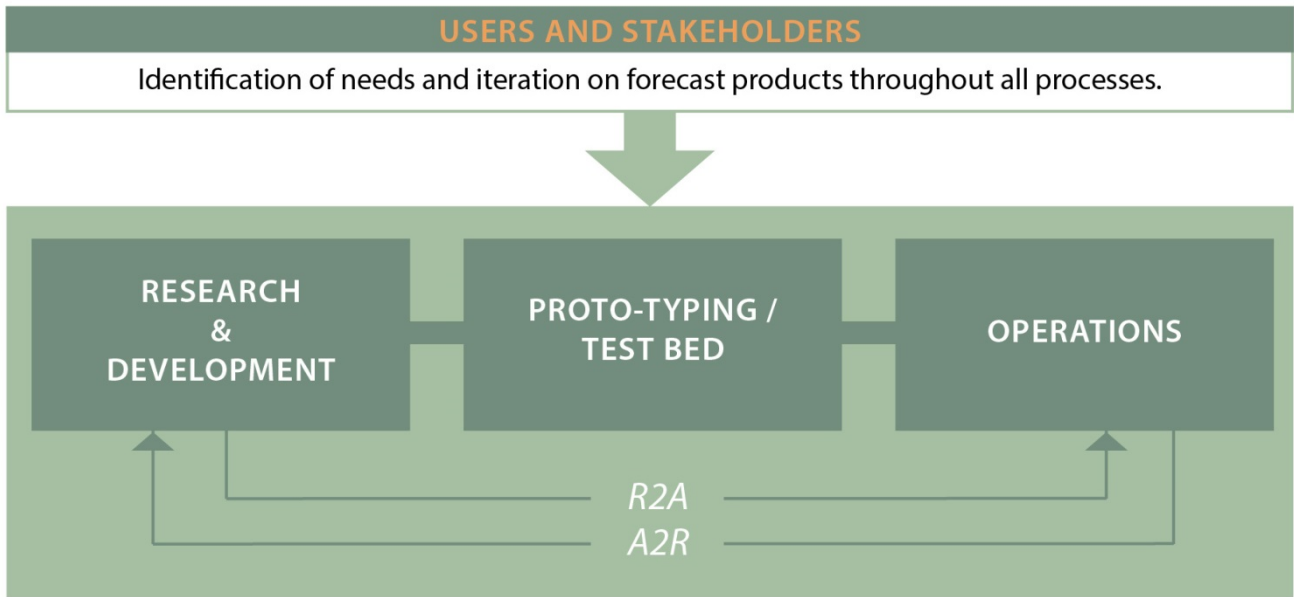 USERS AND STAKEHOLDERS
Identification of needs and iteration on forecast products throughout all processes.
RESEARCH
&
DEVELOPMENT
PROTO-TYPING /
TEST BED
OPERATIONS
R2A
A2R